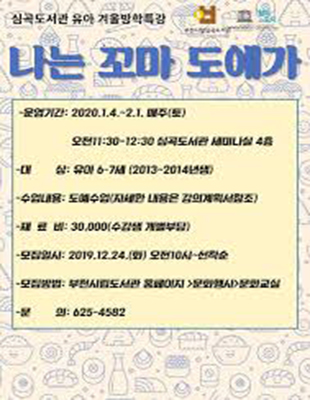 심곡도서관 유아 겨울방학특강
나는 꼬마 도예가
-운영기간: 2020.1.4.~2.1. 매주(토)
오전11:30-12:30 심곡도서관 세미나실 4층
-대 상: 유아 6-7세 (2013~2014년생)
-수업내용: 도예수업(자세한 내용은 강의계획서참조)
-재 료 비: 30,000(수강생 개별부담)
-모집일시: 2019.12.24.(화) 오전10시-선착순
-모집방법: 부천시립도서관 홈페이지 >문화행사>문화교실
-문 의: 625-4582